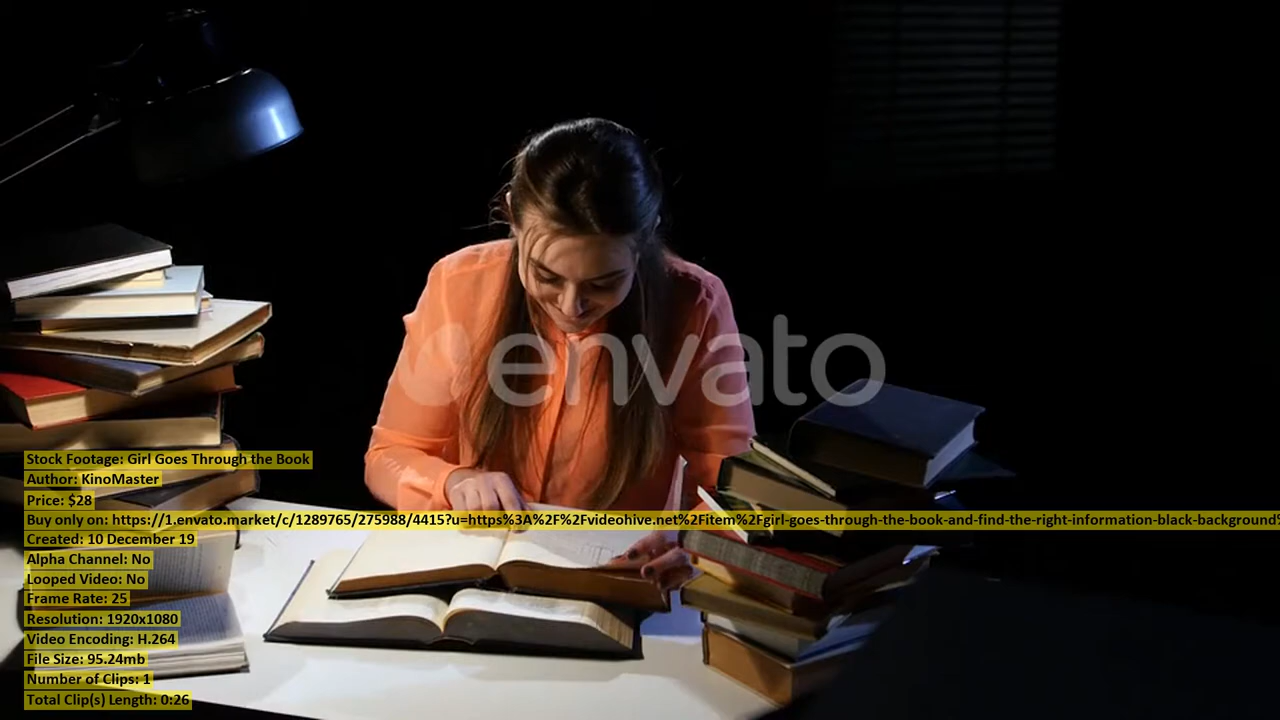 envato
Stock Footage: Girl Goes Through the Book
Author: KinoMaster
Price: $28
Buy only on: https://1.envato.market/c/1289765/275988/4415?u=https%3A%2F%2Fvideohive.net%2Fitem%2Fgirl-goes-through-the-book-and-find-the-right-information-black-background%
Created: 10 December 19
Alpha Channel: No
Looped Video: No
Frame Rate: 25
Resolution: 1920x1080
Video Encoding: H.264
File Size: 95.24mb
Number of Clips: 1
Total Clip(s) Length: 0:26